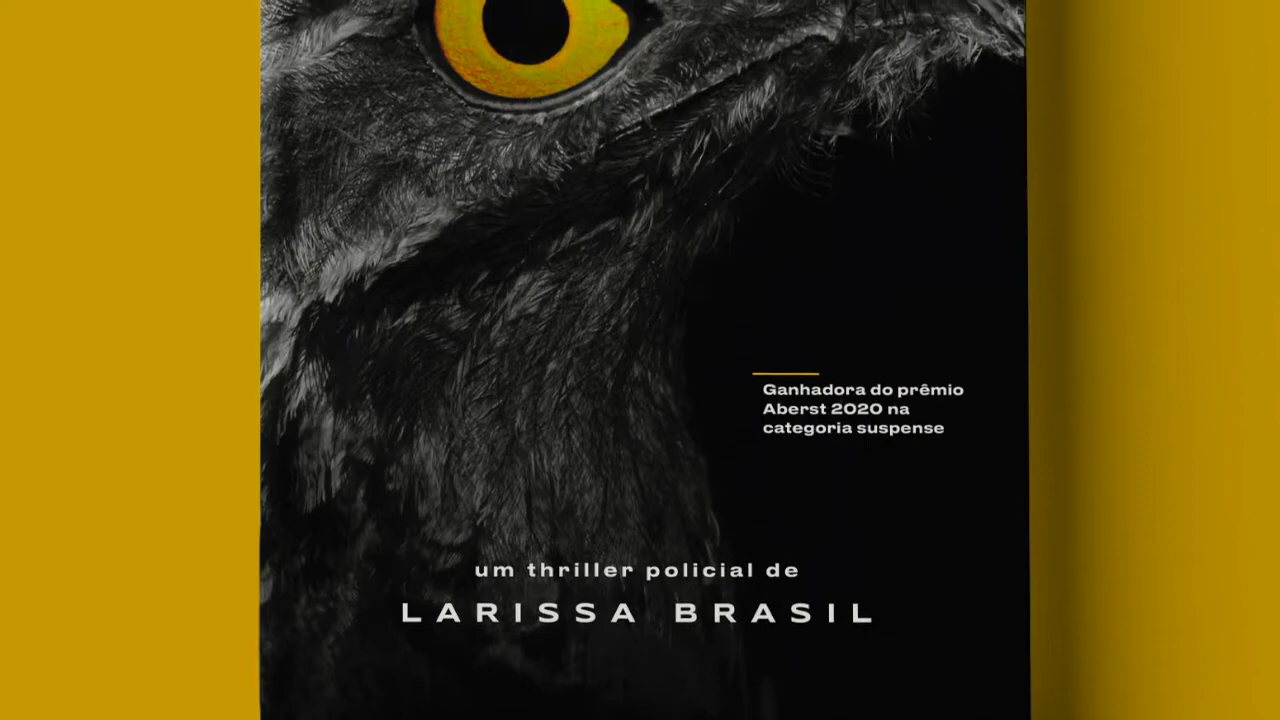 Ganhadora do prêmio
Aberst 2020 na
categoria suspense
um thriller policial de
LARISSA BRASIL